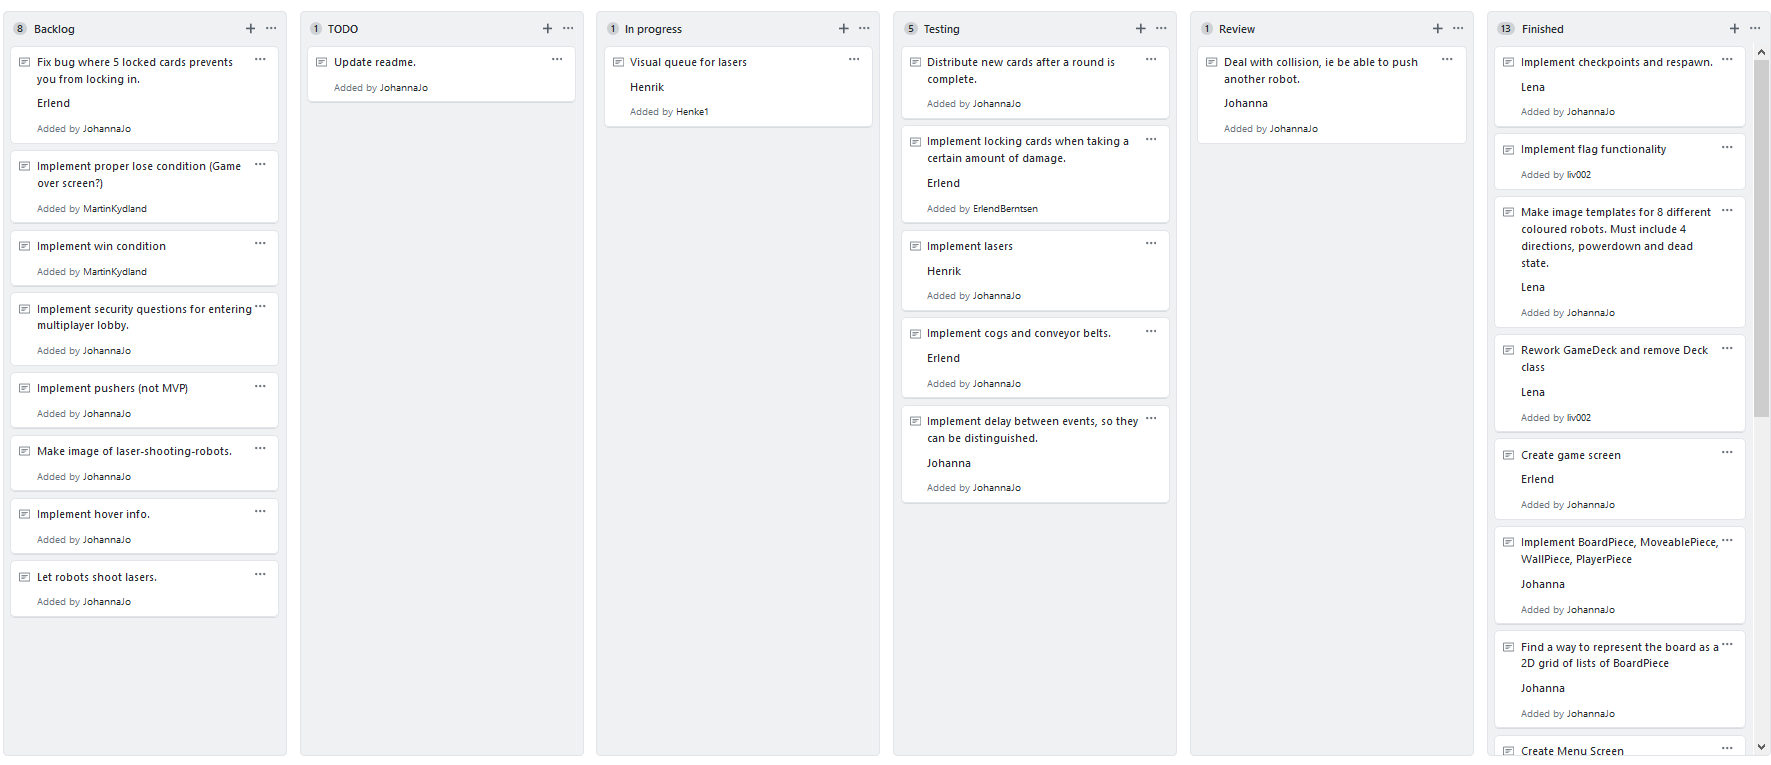 8 Backlog
Fix bug where 5 locked cards prevents
you from locking in.
Erlend
Added by JohannaJo
Implement proper lose condition (Game
over screen?)
Added by MartinKydland
Implement win condition
Added by MartinKydland
Implement security questions for entering
multiplayer lobby.
Added by JohannaJo
Implement pushers (not MVP)
Added by JohannaJo
Make image of laser-shooting-robots.
Added by JohannaJo
Implement hover info.
Added by JohannaJo
Let robots shoot lasers.
Added by JohannaJo
1 TODO
Update readme.
Added by JohannaJo
1 In progress
Visual queue for lasers
Henrik
Added by Henke1
5 Testing
Distribute new cards after a round is
complete.
Added by JohannaJo
Implement locking cards when taking a
certain amount of damage.
Erlend
Added by ErlendBerntsen
Implement lasers
Henrik
Added by JohannaJo
Implement cogs and conveyor belts.
Erlend
Added by JohannaJo
Implement delay between events, so they
can be distinguished.
Johanna
Added by JohannaJo
1 Review
Deal with collision, ie be able to push
another robot.
Johanna
Added by JohannaJo
13 Finished
Implement checkpoints and respawn.
Lena
Added by JohannaJo
Implement flag functionality
Added by liv002
Make image templates for 8 different
coloured robots. Must include 4
directions, powerdown and dead
state.
Lena
Added by JohannaJo
Rework GameDeck and remove Deck
class
Lena
Added by liv002
Create game screen
Erlend
Added by JohannaJo
Implement BoardPiece, MoveablePiece,
WallPiece, PlayerPiece
Johanna
Added by JohannaJo
Find a way to represent the board as a
2D grid of lists of BoardPiece
Johanna
Added by JohannaJo
Create Menu Screen